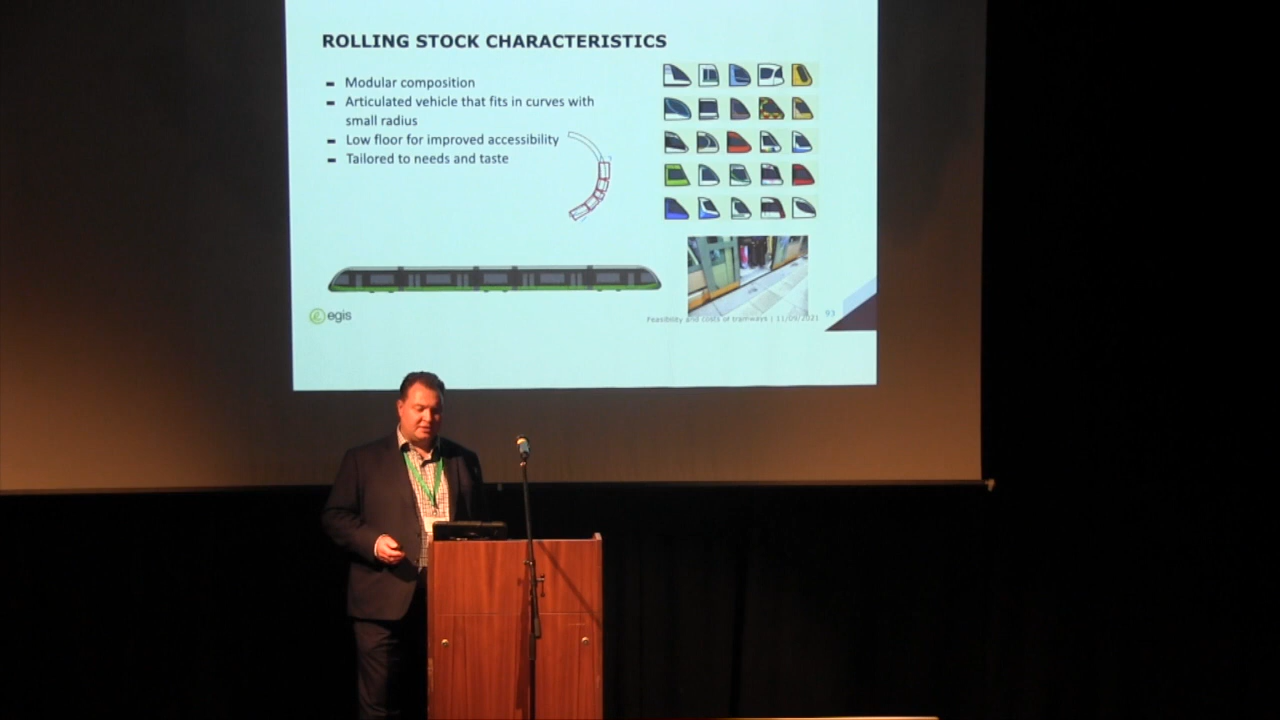 ROLLING STOCK CHARACTERISTICS
Modular composition
Articulated vehicle that fits in curves with
small radius
Low floor for improved accessibility
Tailored to needs and taste
egis
Feasibility and costs of tramways | 11/09/2021
93